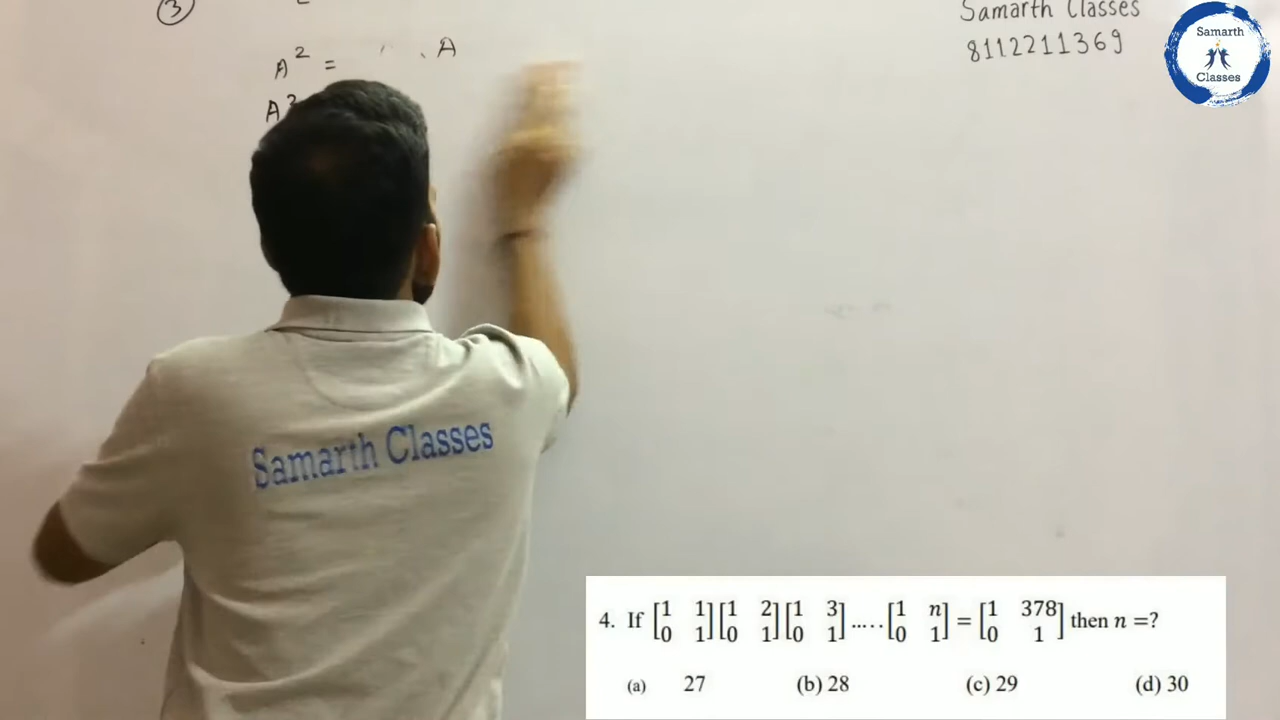 ③
A² = . A
A³
Samarth Classes
8112211369
Samarth
Classes
Samarth Classes
4. If [1 1 0 1] [1 2 0 1] [1 3 0 1] ..... [1 n 0 1] = [1 378 0 1] then n =?
(a) 27 (b) 28 (c) 29 (d) 30